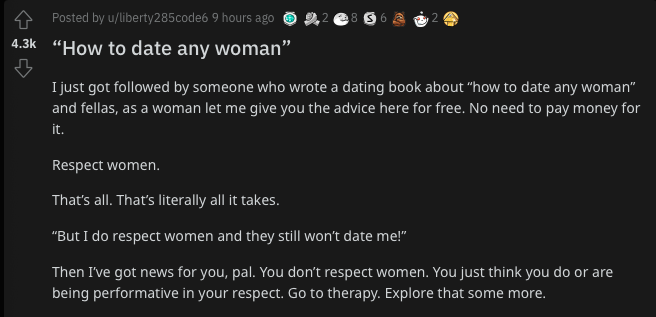 Posted by u/liberty285code6 9 hours ago 2 8 S 6 2
4.3k
“How to date any woman”
I just got followed by someone who wrote a dating book about “how to date any woman”
and fellas, as a woman let me give you the advice here for free. No need to pay money for
it.
Respect women.
That’s all. That’s literally all it takes.
“But I do respect women and they still won’t date me!”
Then I’ve got news for you, pal. You don’t respect women. You just think you do or are
being performative in your respect. Go to therapy. Explore that some more.